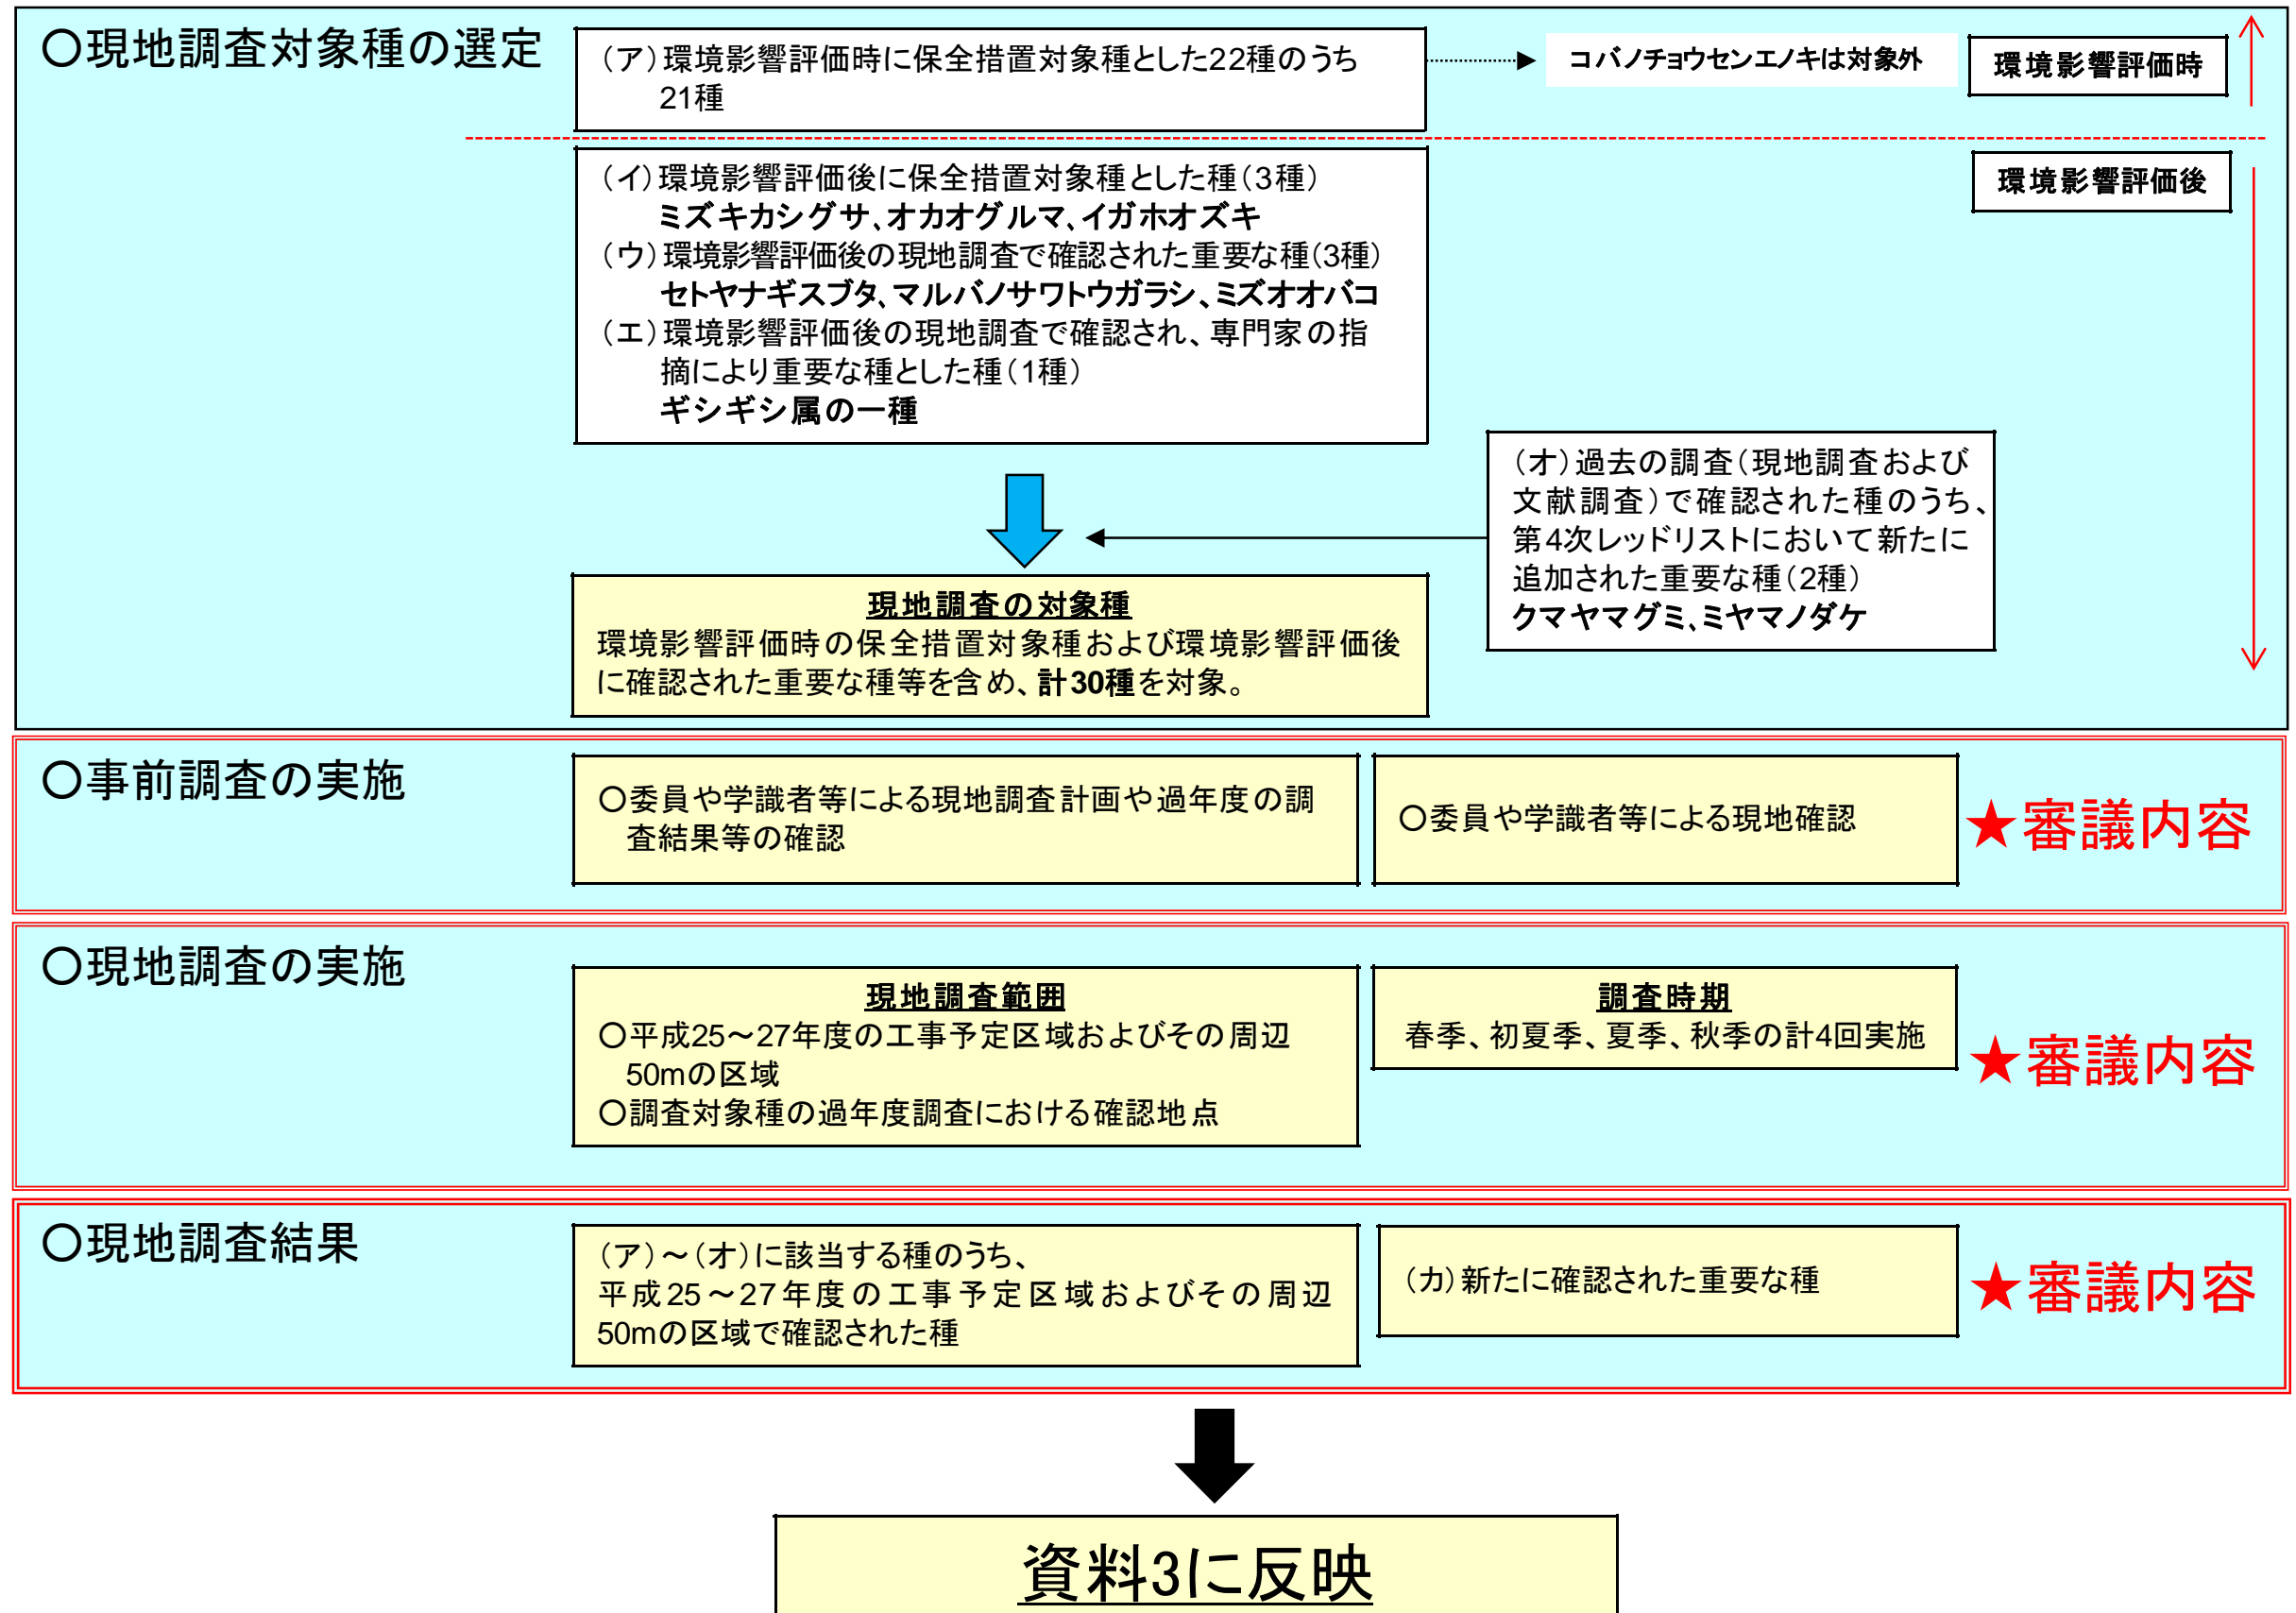 〇現地調査対象種の選定
（ア）環境影響評価時に保全措置対象種とした22種のうち
21種
コバノチョウセンエノキは対象外
環境影響評価時
（イ）環境影響評価後に保全措置対象種とした種（3種）
ミズキカシグサ、オカオグルマ、イガホオズキ
（ウ）環境影響評価後の現地調査で確認された重要な種（3種）
セトヤナギスブタ、マルバノサワトウガラシ、ミズオオバコ
（エ）環境影響評価後の現地調査で確認され、専門家の指
摘により重要な種とした種（1種）
ギシギシ属の一種
環境影響評価後
（オ）過去の調査（現地調査および
文献調査）で確認された種のうち、
第4次レッドリストにおいて新たに
追加された重要な種（2種）
クマヤマグミ、ミヤマノダケ
現地調査の対象種
環境影響評価時の保全措置対象種および環境影響評価後
に確認された重要な種等を含め、計30種を対象。
〇事前調査の実施
〇委員や学識者等による現地調査計画や過年度の調
査結果等の確認
〇委員や学識者等による現地確認
★審議内容
〇現地調査の実施
現地調査範囲
〇平成25～27年度の工事予定区域およびその周辺
50mの区域
〇調査対象種の過年度調査における確認地点
調査時期
春季、初夏季、夏季、秋季の計4回実施
★審議内容
〇現地調査結果
（ア）～（オ）に該当する種のうち、
平成25～27年度の工事予定区域およびその周辺
50mの区域で確認された種
（カ）新たに確認された重要な種
★審議内容
資料3に反映